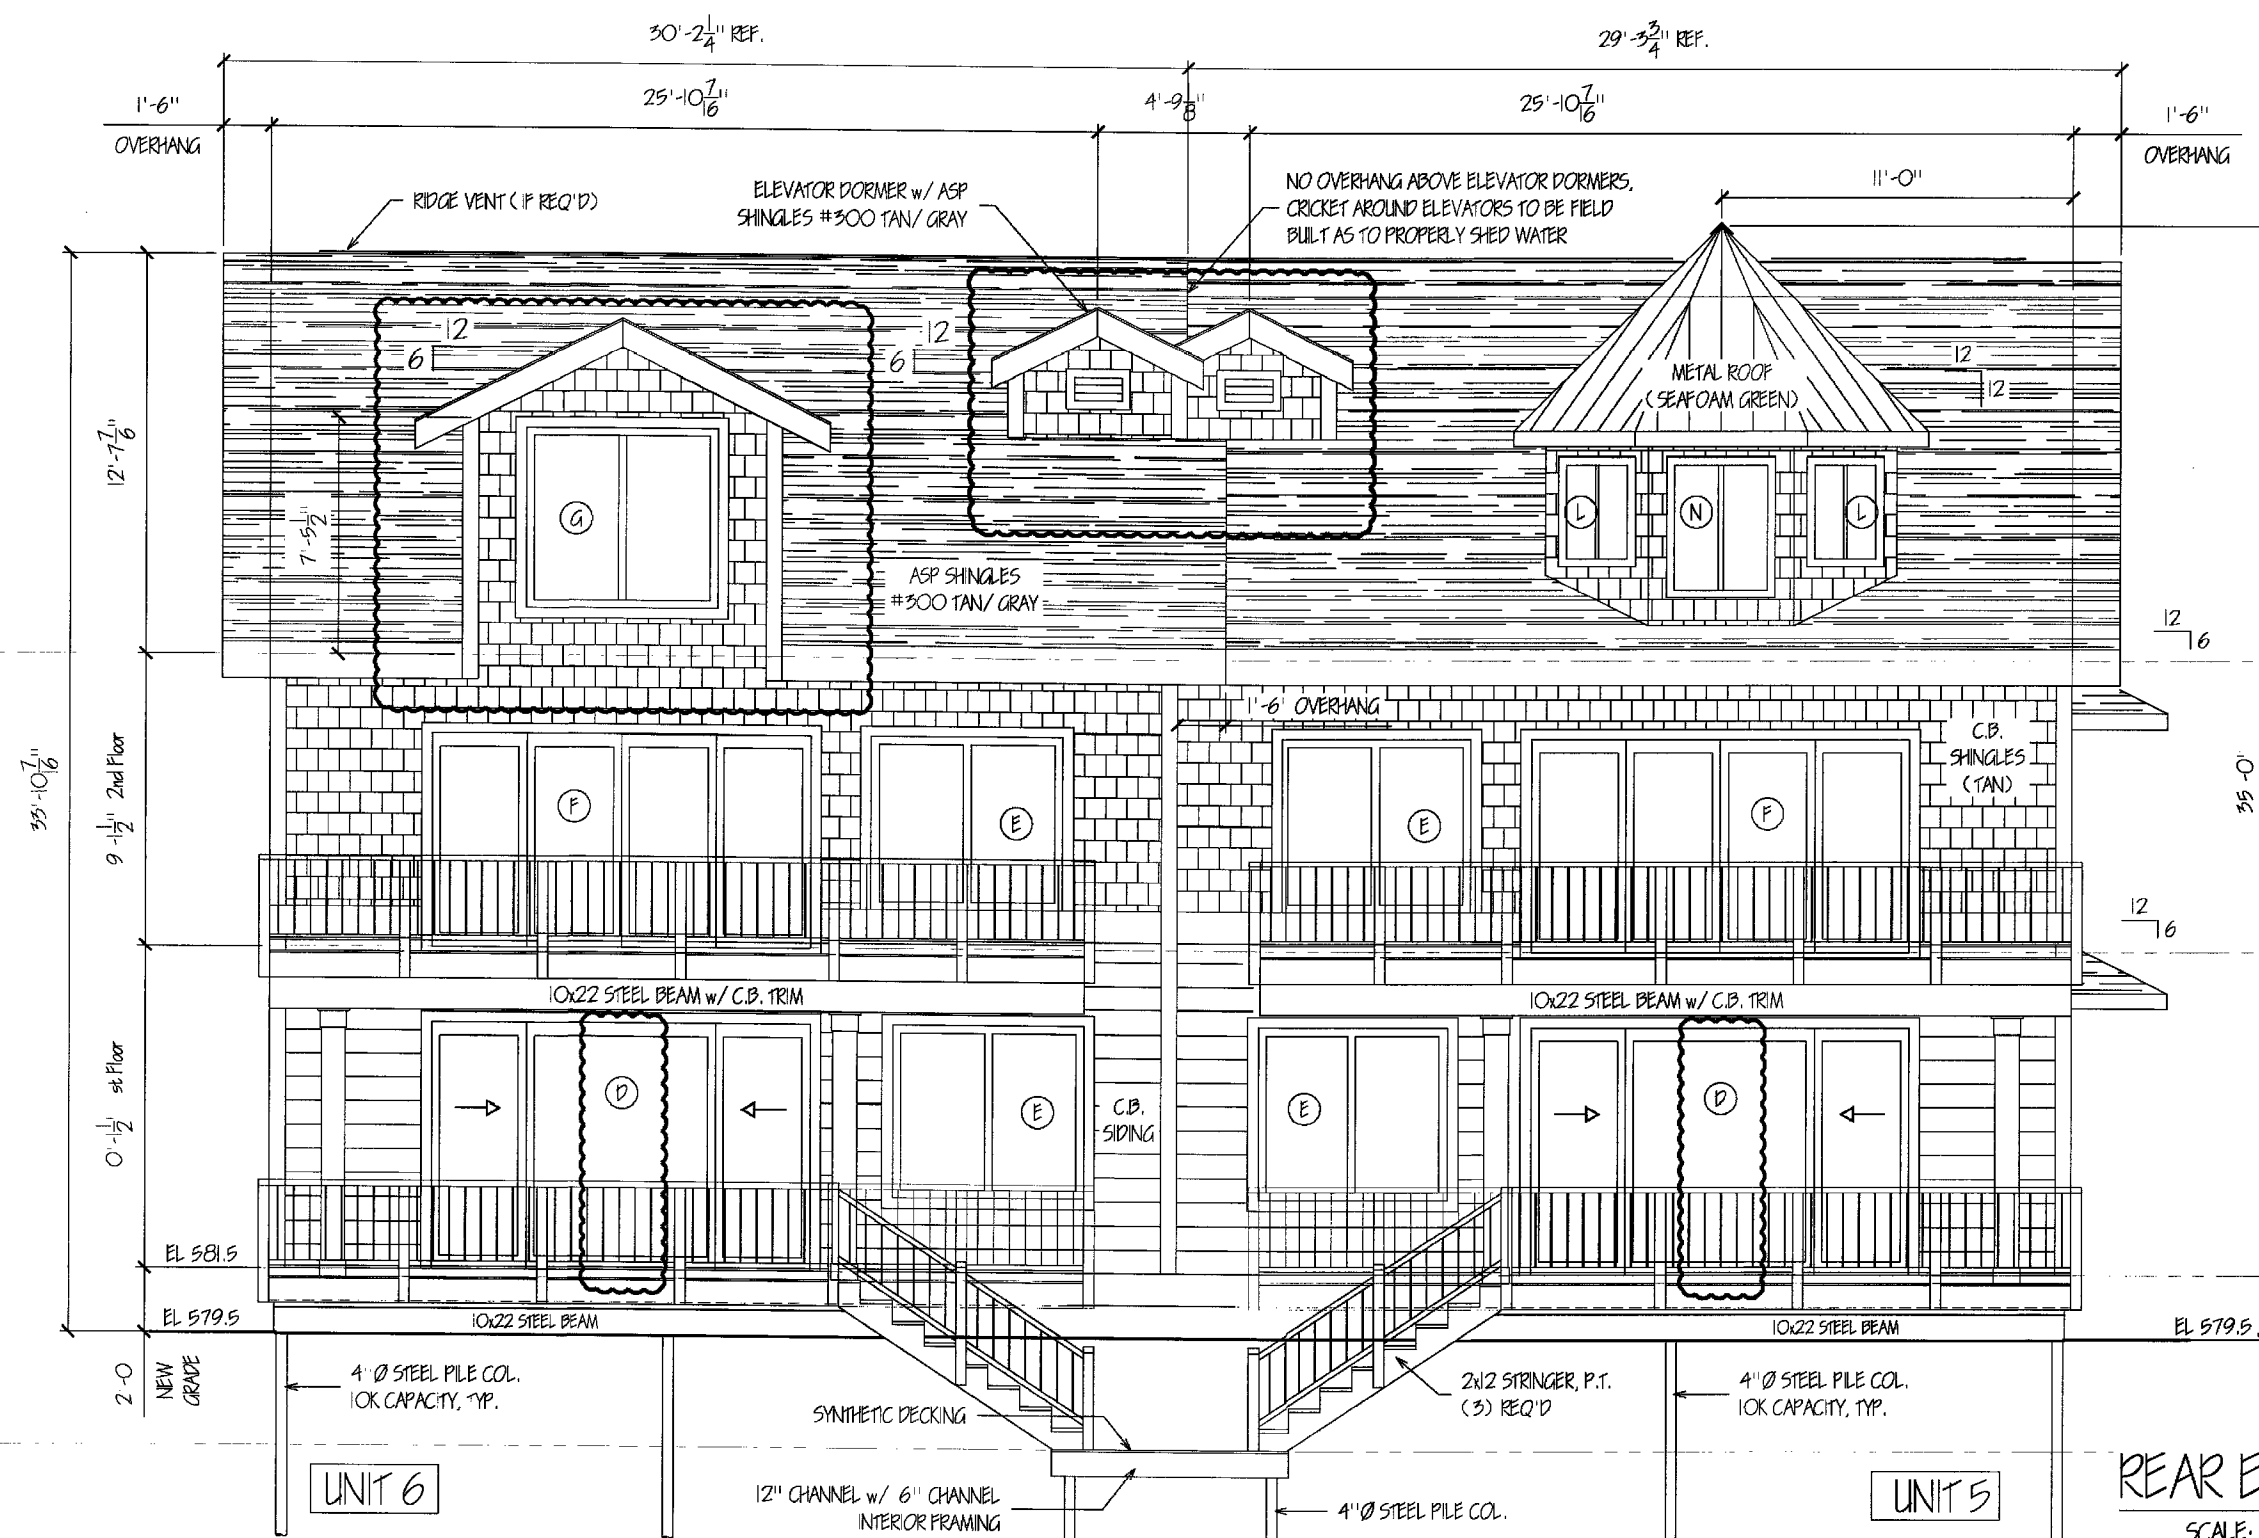 30'-2 1/4" REF.
29'-3 3/4" REF.
1'-6"
25'-10 7/16"
4'-9 1/8"
25'-10 7/16"
1'-6"
OVERHANG
OVERHANG
11'-0"
RIDGE VENT (IF REQ'D)
ELEVATOR DORMER w/ ASP
SHINGLES #300 TAN/ GRAY
NO OVERHANG ABOVE ELEVATOR DORMERS,
CRICKET AROUND ELEVATORS TO BE FIELD
BUILT AS TO PROPERLY SHED WATER
12
6
12
6
METAL ROOF
(SEAFOAM GREEN)
12
12
12'-7 7/16"
7'-5 1/2"
G
L
N
L
ASP SHINGLES
#300 TAN/ GRAY
12
6
1'-6" OVERHANG
C.B.
SHINGLES
(TAN)
33'-10 7/16"
9'-1 1/2" 2nd Floor
35'-0"
F
E
E
F
12
6
10x22 STEEL BEAM w/ C.B. TRIM
10x22 STEEL BEAM w/ C.B. TRIM
0'-1 1/2" st Floor
D
E
C.B.
SIDING
E
D
EL 581.5
EL 579.5
10x22 STEEL BEAM
10x22 STEEL BEAM
EL 579.5
2'-0
NEW
GRADE
4"Ø STEEL PILE COL.
10K CAPACITY, TYP.
2x12 STRINGER, P.T.
(3) REQ'D
4"Ø STEEL PILE COL.
10K CAPACITY, TYP.
SYNTHETIC DECKING
UNIT 6
12" CHANNEL w/ 6" CHANNEL
INTERIOR FRAMING
4"Ø STEEL PILE COL.
UNIT 5
REAR E
SCALE: